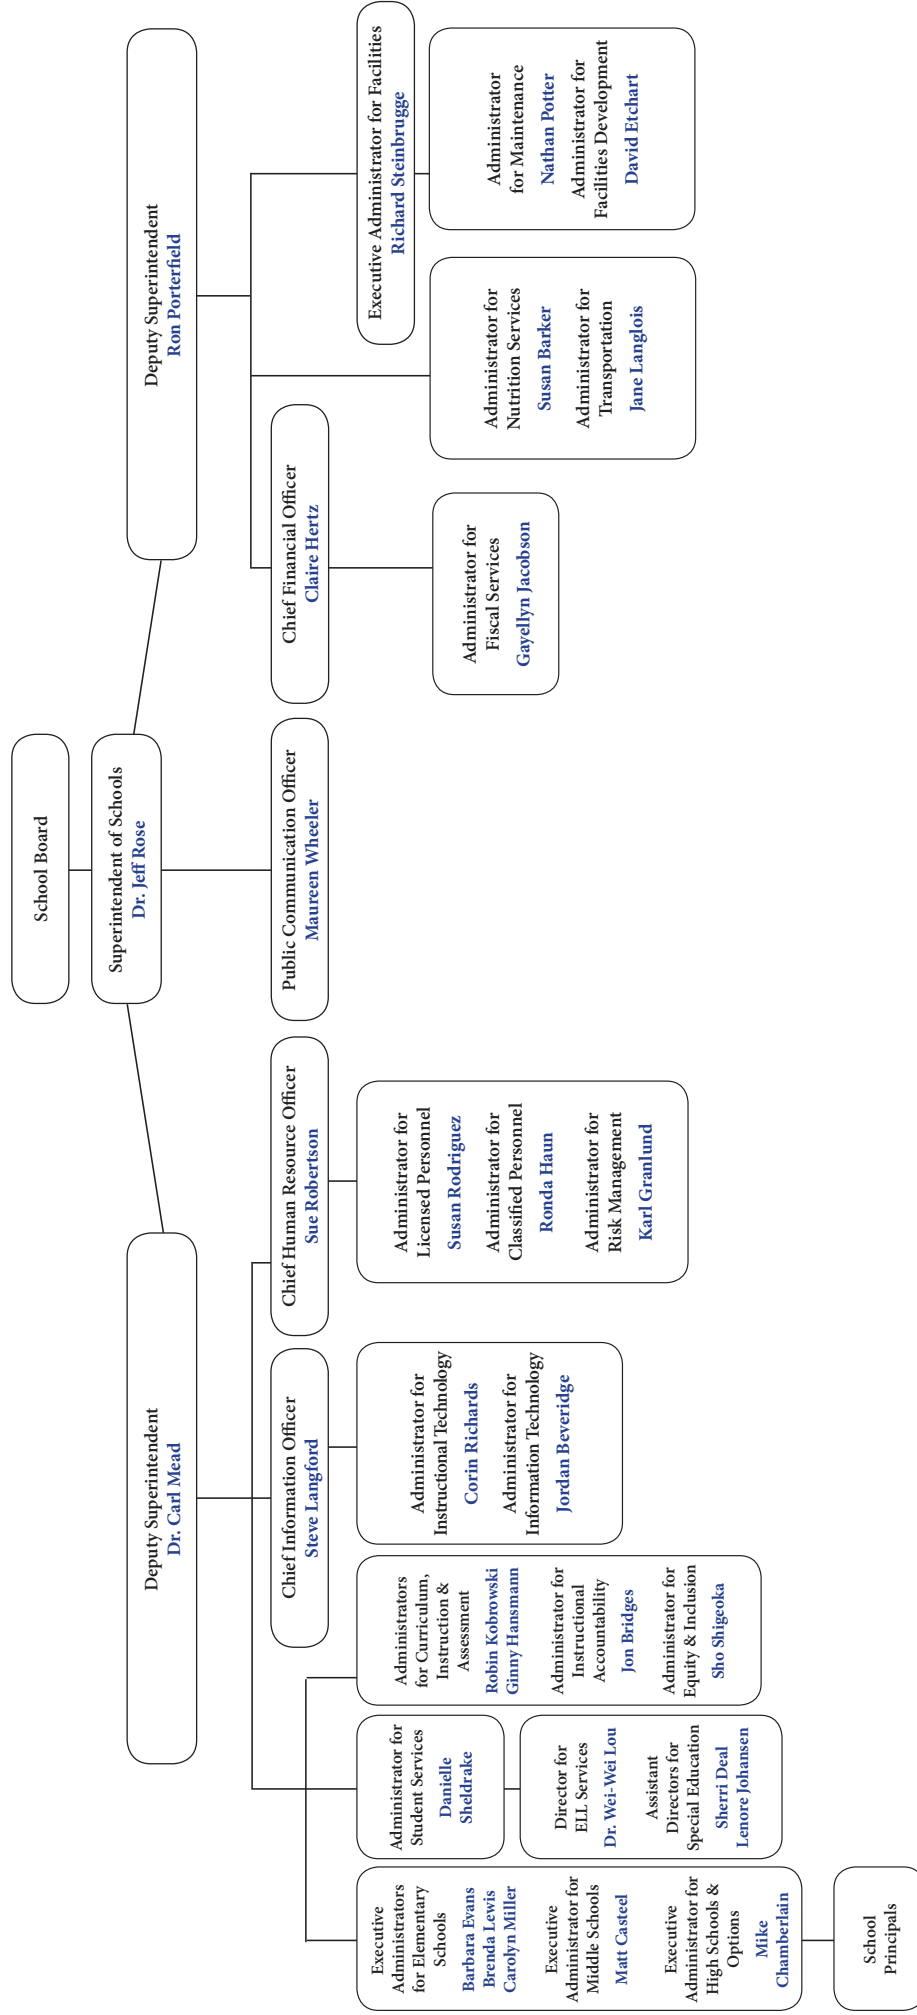 School Board
Superintendent of Schools
Dr. Jeff Rose
Deputy Superintendent
Dr. Carl Mead
Deputy Superintendent
Ron Porterfield
Chief Information Officer
Steve Langford
Chief Human Resource Officer
Sue Robertson
Public Communication Officer
Maureen Wheeler
Chief Financial Officer
Claire Hertz
Executive Administrator for Facilities
Richard Steinbrugge
Executive
Administrators
for Elementary
Schools
Barbara Evans
Brenda Lewis
Carolyn Miller
Executive
Administrator for
Middle Schools
Matt Casteel
Executive
Administrator for
High Schools &
Options
Mike
Chamberlain
School
Principals
Administrator for
Student Services
Danielle
Sheldrake
Director for
ELL Services
Dr. Wei-Wei Lou
Assistant
Directors for
Special Education
Sherri Deal
Lenore Johansen
Administrators
for Curriculum,
Instruction &
Assessment
Robin Kobrowski
Ginny Hansmann
Administrator for
Instructional
Accountability
Jon Bridges
Administrator for
Equity & Inclusion
Sho Shigeoka
Administrator for
Instructional Technology
Corin Richards
Administrator for
Information Technology
Jordan Beveridge
Administrator for
Licensed Personnel
Susan Rodriguez
Administrator for
Classified Personnel
Ronda Haun
Administrator for
Risk Management
Karl Granlund
Administrator for
Fiscal Services
Gayellyn Jacobson
Administrator for
Nutrition Services
Susan Barker
Administrator for
Transportation
Jane Langlois
Administrator
for Maintenance
Nathan Potter
Administrator for
Facilities Development
David Etchart